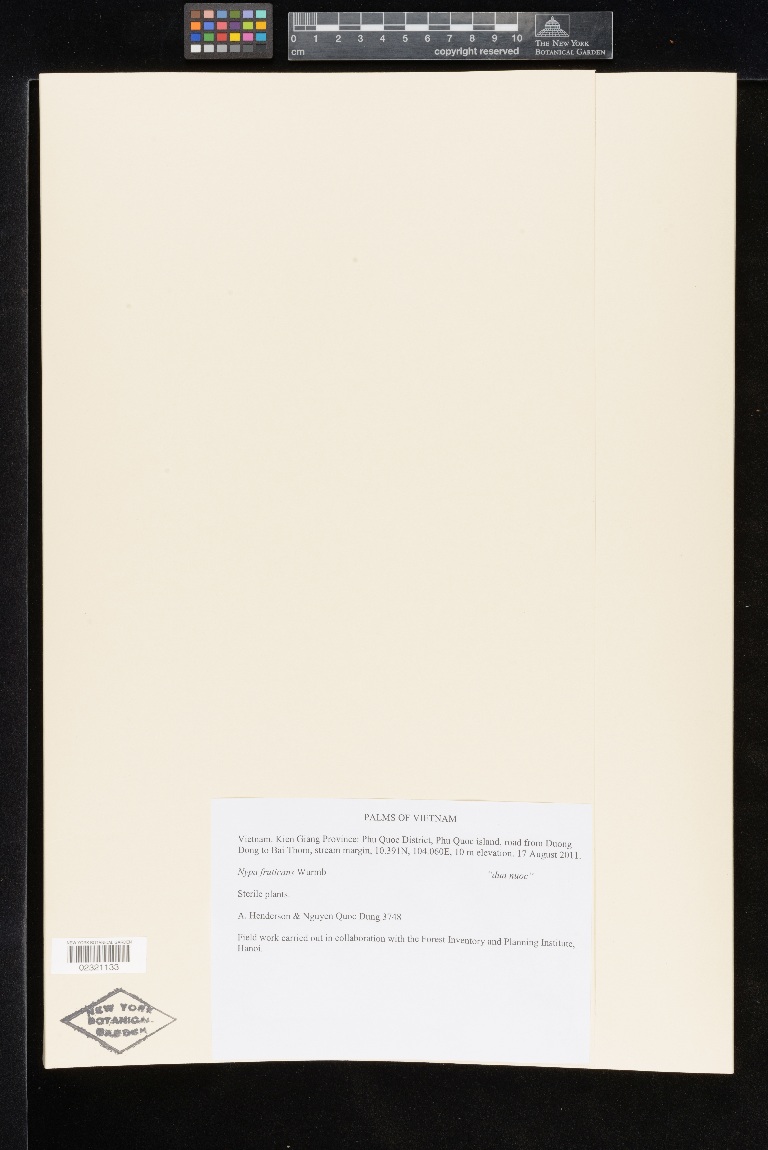 0 1 2 3 4 5 6 7 8 9 10
cm
copyright reserved
THE NEW YORK
BOTANICAL GARDEN
PALMS OF VIETNAM
Vietnam. Kien Giang Province: Phu Quoc District, Phu Quoc island, road from Duong
Dong to Bai Thom, stream margin, 10.391N, 104.060E, 10 m elevation, 17 August 2011.
Nypa fruticans Wurmb "dua nuoc"
Sterile plants.
A. Henderson & Nguyen Quoc Dung 3748
Field work carried out in collaboration with the Forest Inventory and Planning Institute,
Hanoi
NEW YORK BOTANICAL GARDEN
02321133
NEW YORK
BOTANICAL
GARDEN